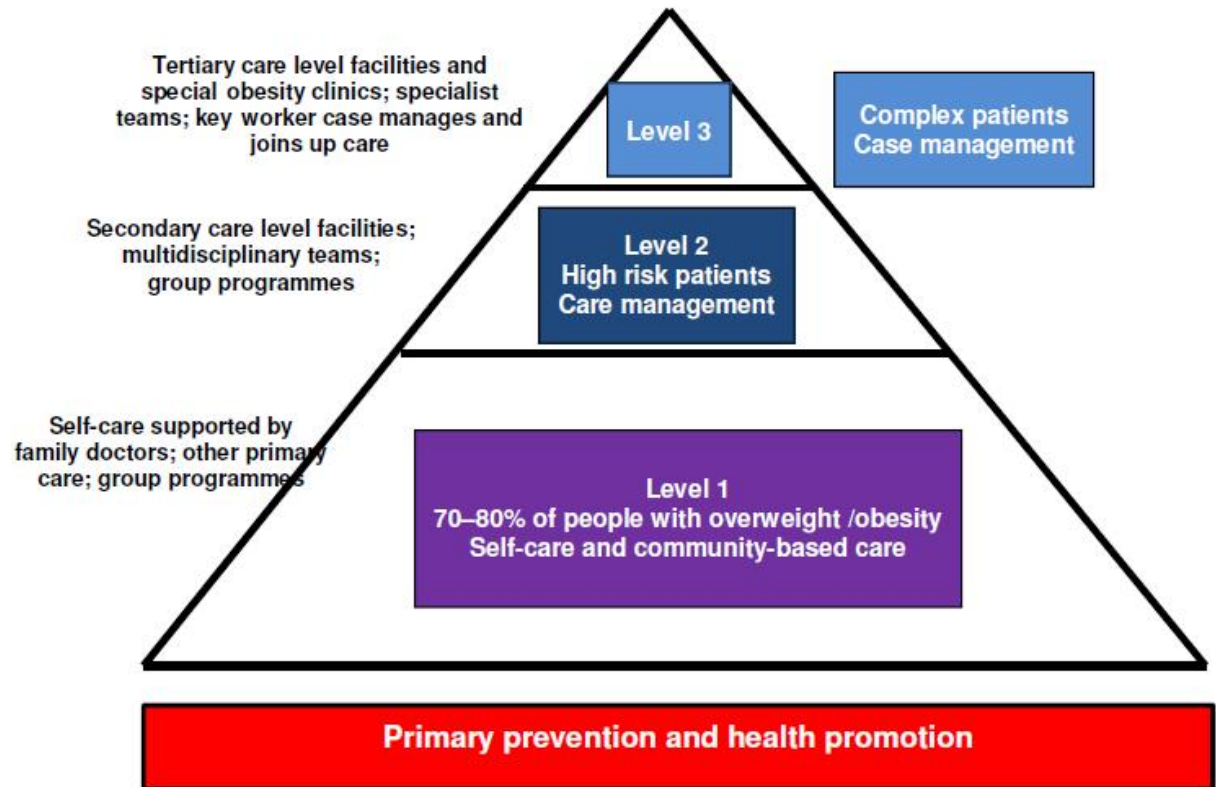 Tertiary care level facilities and
special obesity clinics; specialist
teams; key worker case manages and
joins up care
Level 3
Complex patients
Case management
Secondary care level facilities;
multidisciplinary teams;
group programmes
Level 2
High risk patients
Care management
Self-care supported by
family doctors; other primary
care; group programmes
Level 1
70–80% of people with overweight /obesity
Self-care and community-based care
Primary prevention and health promotion